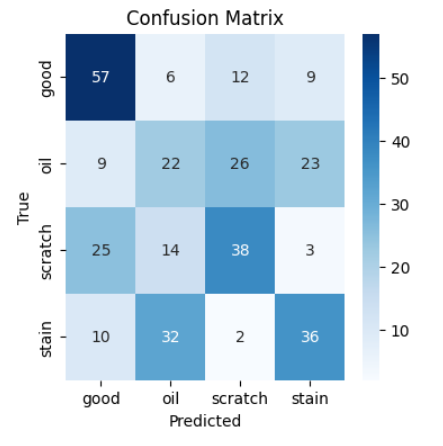 Confusion Matrix
True
good
57 6 12 9
oil
9 22 26 23
scratch
25 14 38 3
stain
10 32 2 36
good oil scratch stain
Predicted
50
40
30
20
10